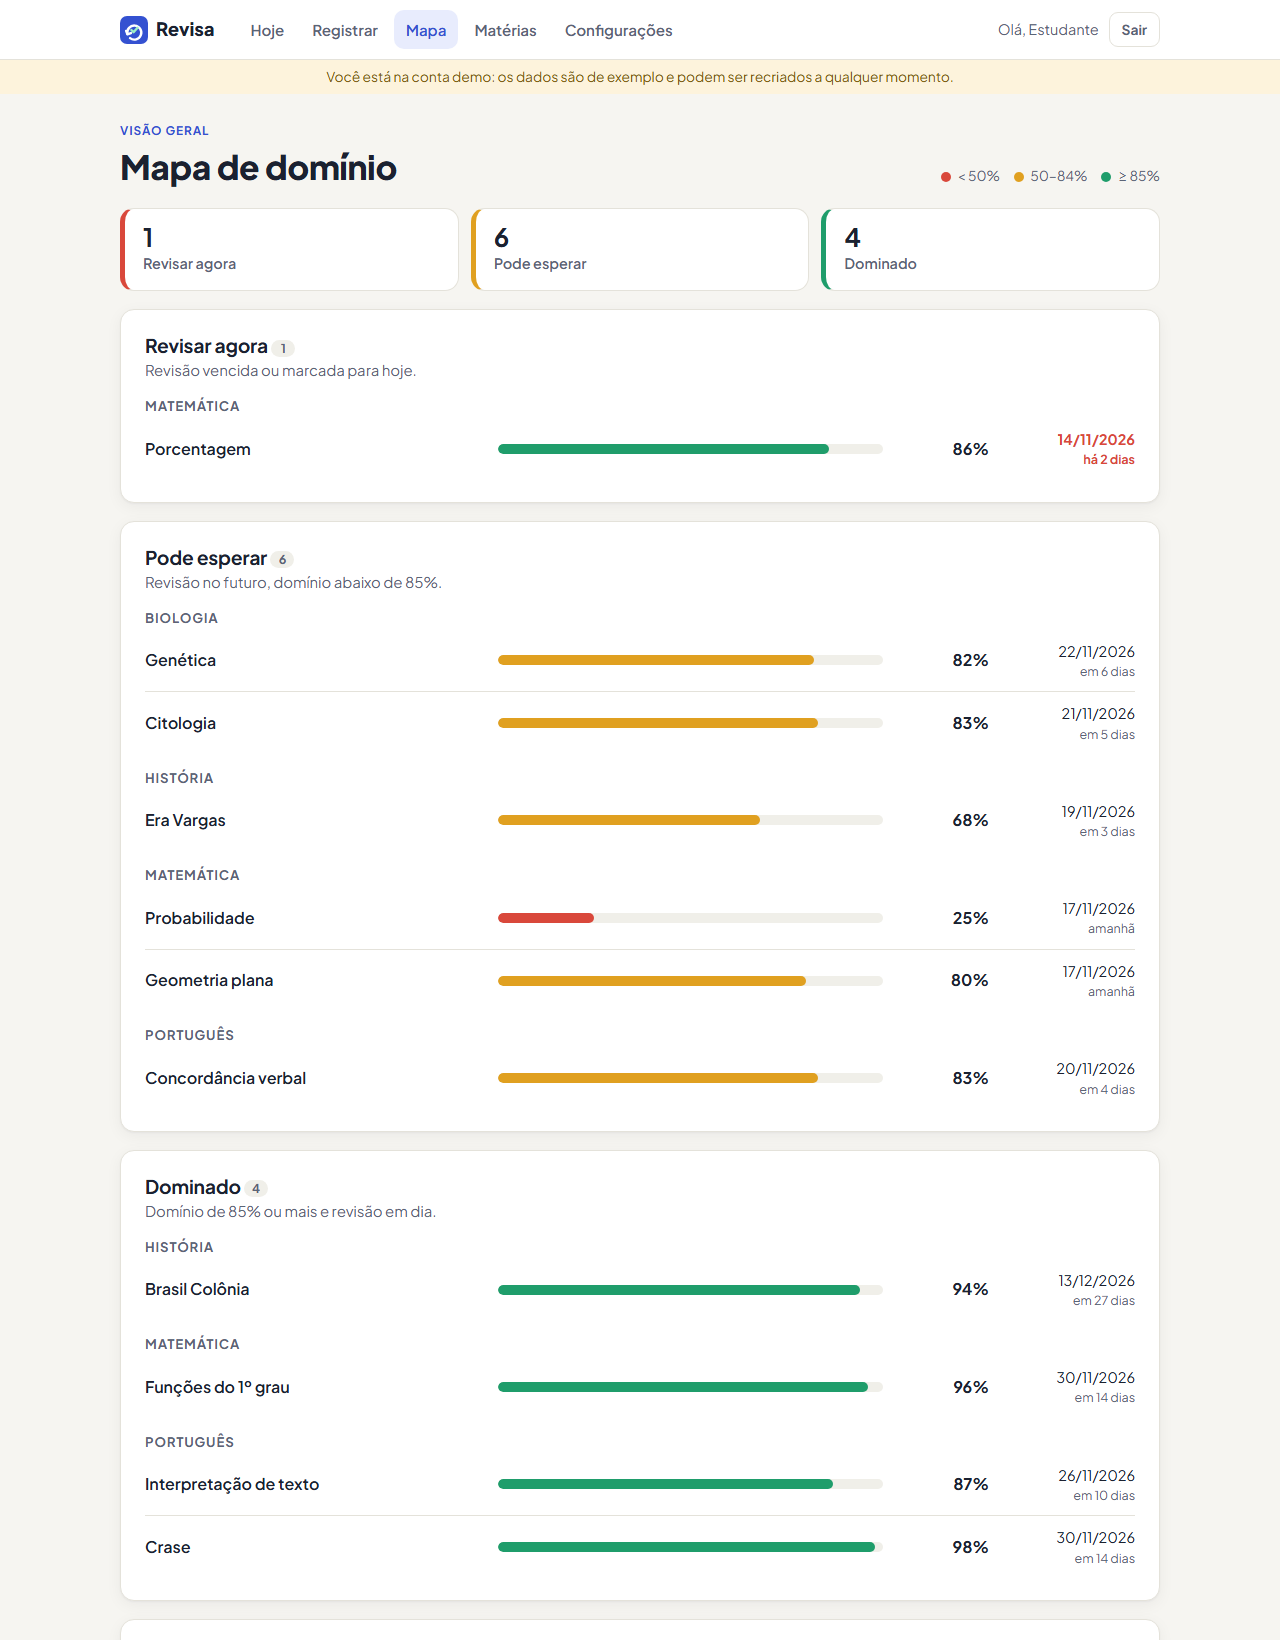 Revisa
Hoje
Registrar
Mapa
Matérias
Configurações
Olá, Estudante
Sair
Você está na conta demo: os dados são de exemplo e podem ser recriados a qualquer momento.
VISÃO GERAL
Mapa de domínio
< 50%
50–84%
≥ 85%
1
Revisar agora
6
Pode esperar
4
Dominado
Revisar agora 1
Revisão vencida ou marcada para hoje.
MATEMÁTICA
Porcentagem
86%
14/11/2026
há 2 dias
Pode esperar 6
Revisão no futuro, domínio abaixo de 85%.
BIOLOGIA
Genética
82%
22/11/2026
em 6 dias
Citologia
83%
21/11/2026
em 5 dias
HISTÓRIA
Era Vargas
68%
19/11/2026
em 3 dias
MATEMÁTICA
Probabilidade
25%
17/11/2026
amanhã
Geometria plana
80%
17/11/2026
amanhã
PORTUGUÊS
Concordância verbal
83%
20/11/2026
em 4 dias
Dominado 4
Domínio de 85% ou mais e revisão em dia.
HISTÓRIA
Brasil Colônia
94%
13/12/2026
em 27 dias
MATEMÁTICA
Funções do 1º grau
96%
30/11/2026
em 14 dias
PORTUGUÊS
Interpretação de texto
87%
26/11/2026
em 10 dias
Crase
98%
30/11/2026
em 14 dias